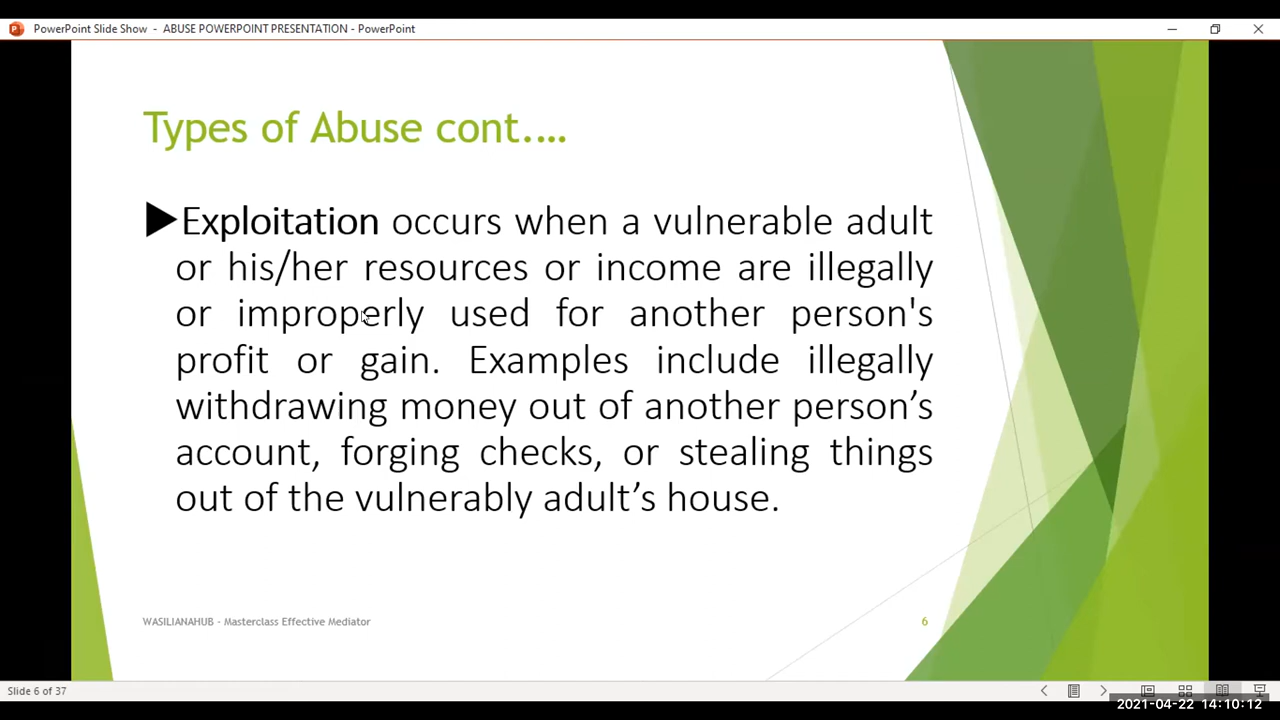 PowerPoint Slide Show - ABUSE POWERPOINT PRESENTATION - PowerPoint
Types of Abuse cont.…
Exploitation occurs when a vulnerable adult
or his/her resources or income are illegally
or improperly used for another person's
profit or gain. Examples include illegally
withdrawing money out of another person’s
account, forging checks, or stealing things
out of the vulnerably adult’s house.
WASILIANAHUB - Masterclass Effective Mediator
6
Slide 6 of 37
2021-04-22 14:10:12